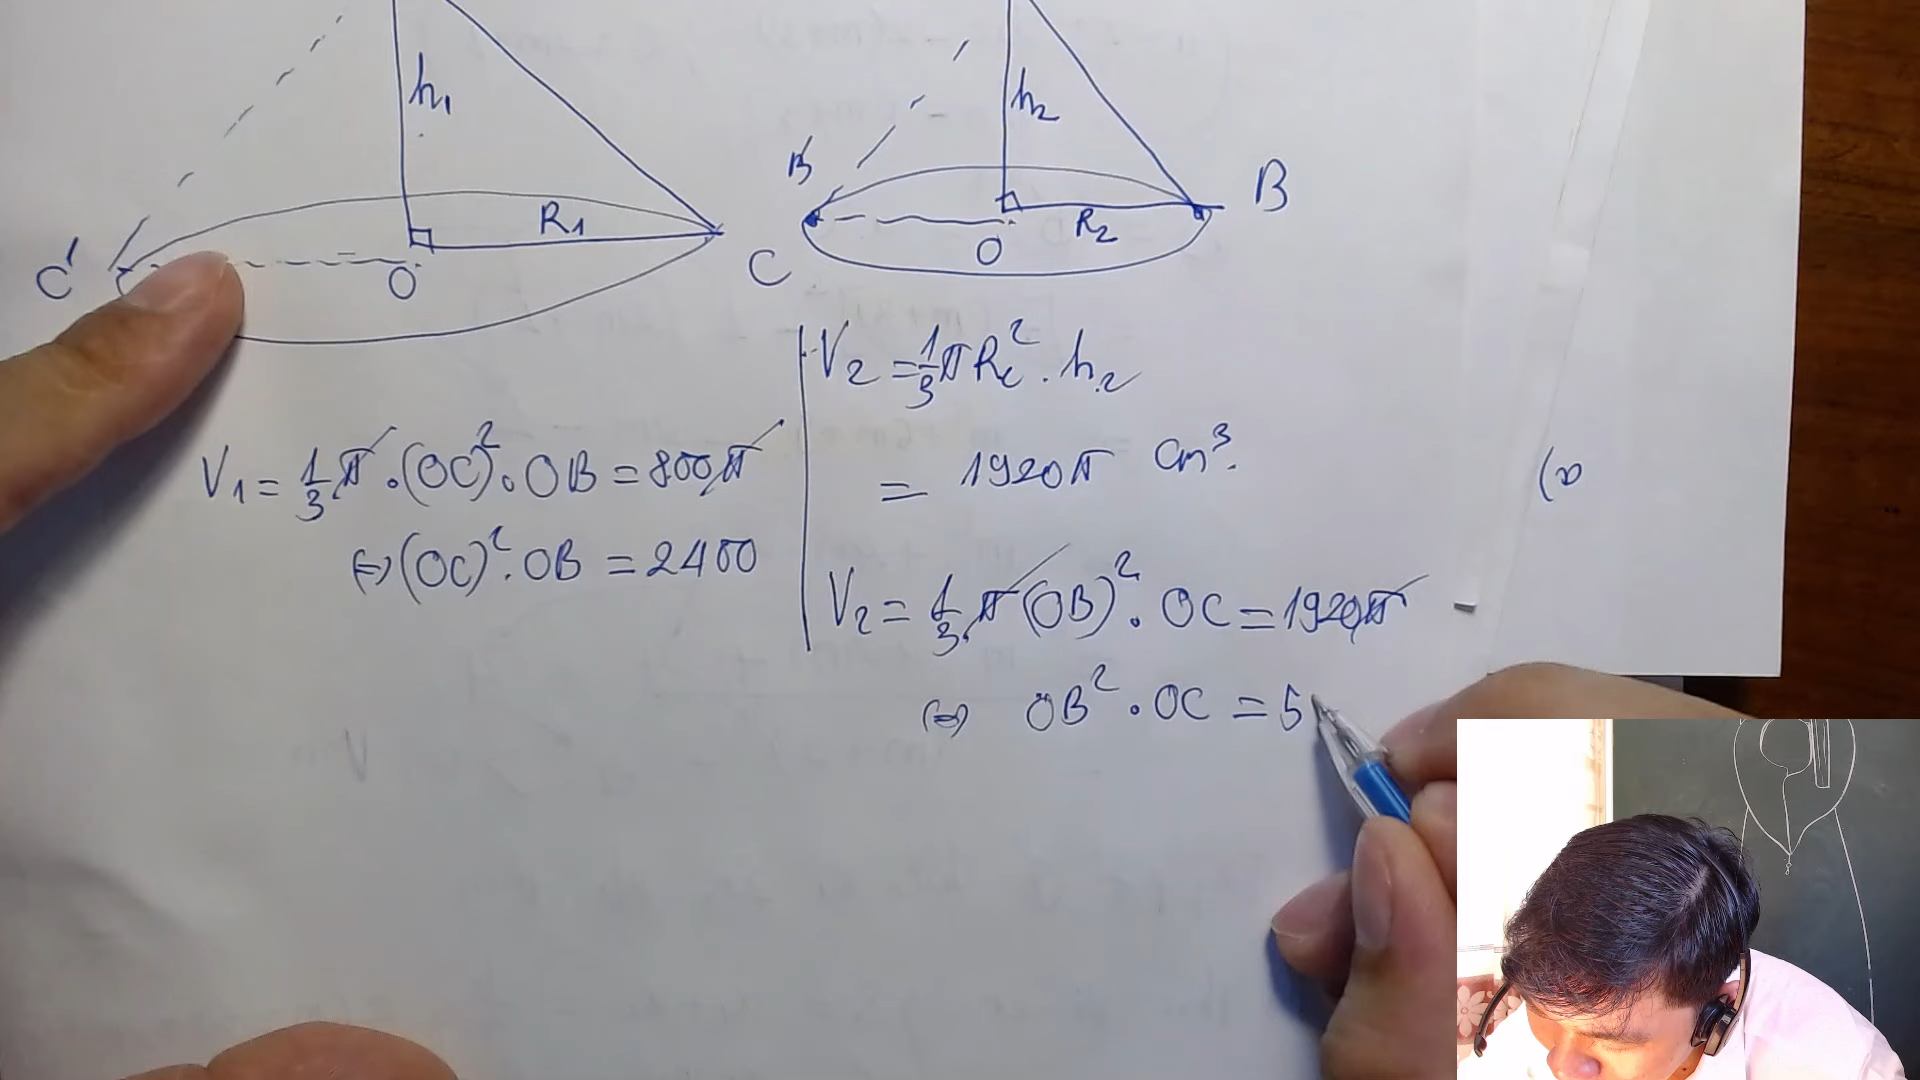 h₁
h₂
B'
B
R₁
R₂
C'
O
C
O
V₂ = 1/3 π R₂² . h₂
V₁ = 1/3 π . (OC)² . OB = 800π
= 1920π Cm³.
⇔ (OC)² . OB = 2400
V₂ = 1/3 π (OB)² . OC = 1920π
⇔ OB² . OC = 5